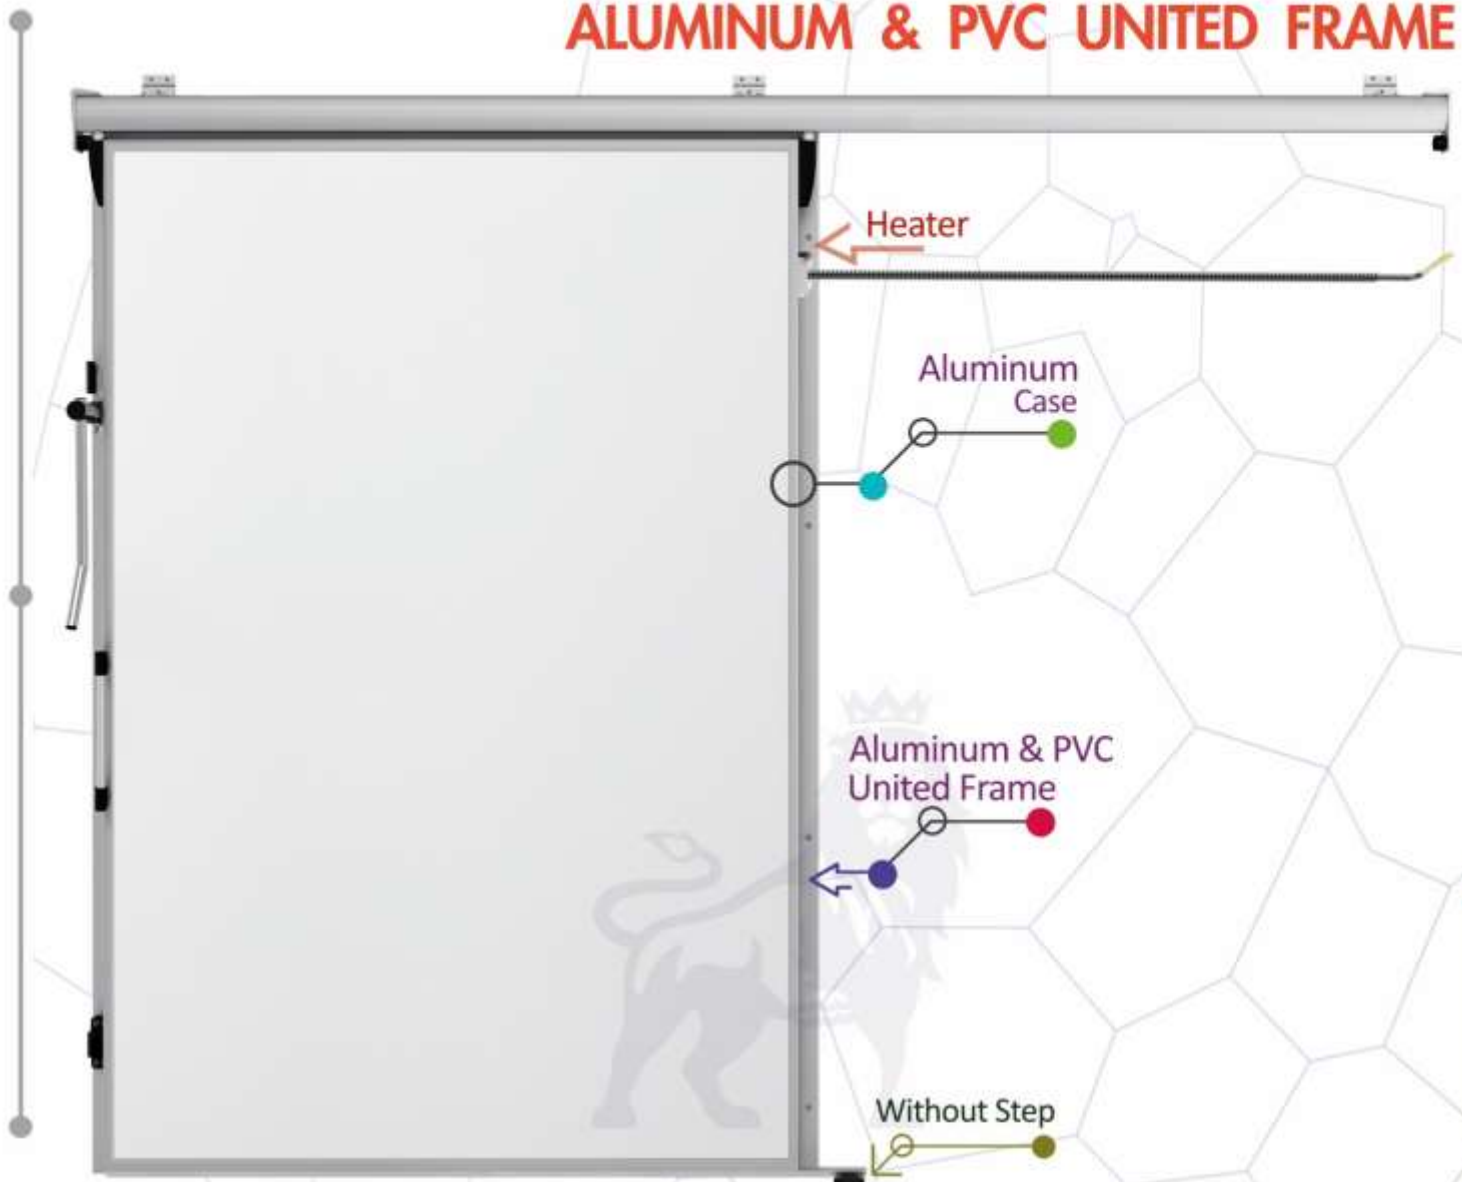 ALUMINUM & PVC UNITED FRAME
Heater
Aluminum
Case
Aluminum & PVC
United Frame
Without Step